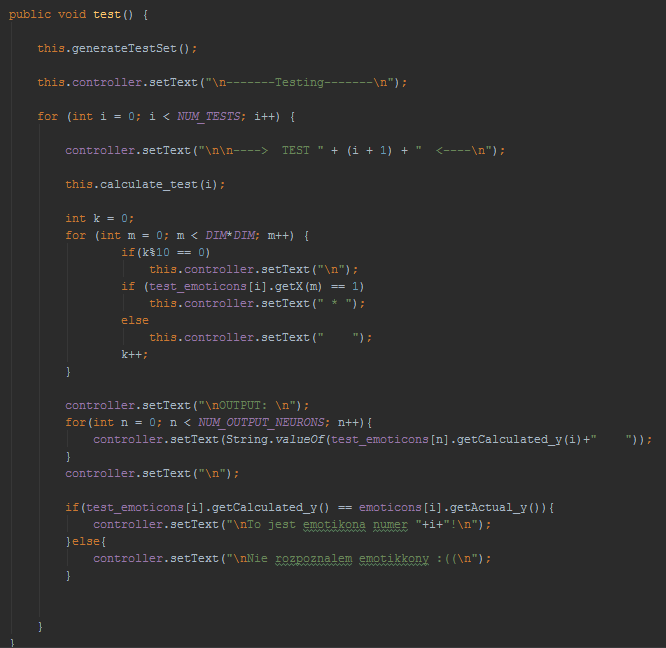 public void test() {
this.generateTestSet();
this.controller.setText("\n-------Testing-------\n");
for (int i = 0; i < NUM_TESTS; i++) {
controller.setText("\n\n---->  TEST " + (i + 1) + "  <----\n");
this.calculate_test(i);
int k = 0;
for (int m = 0; m < DIM*DIM; m++) {
if(k%10 == 0)
this.controller.setText("\n");
if (test_emoticons[i].getX(m) == 1)
this.controller.setText(" * ");
else
this.controller.setText("    ");
k++;
}
controller.setText("\nOUTPUT: \n");
for(int n = 0; n < NUM_OUTPUT_NEURONS; n++){
controller.setText(String.valueOf(test_emoticons[n].getCalculated_y(i)+"    "));
}
controller.setText("\n");
if(test_emoticons[i].getCalculated_y() == emoticons[i].getActual_y()){
controller.setText("\nTo jest emotikona numer "+i+"!\n");
}else{
controller.setText("\nNie rozpoznalem emotikkony :((\n");
}
}
}